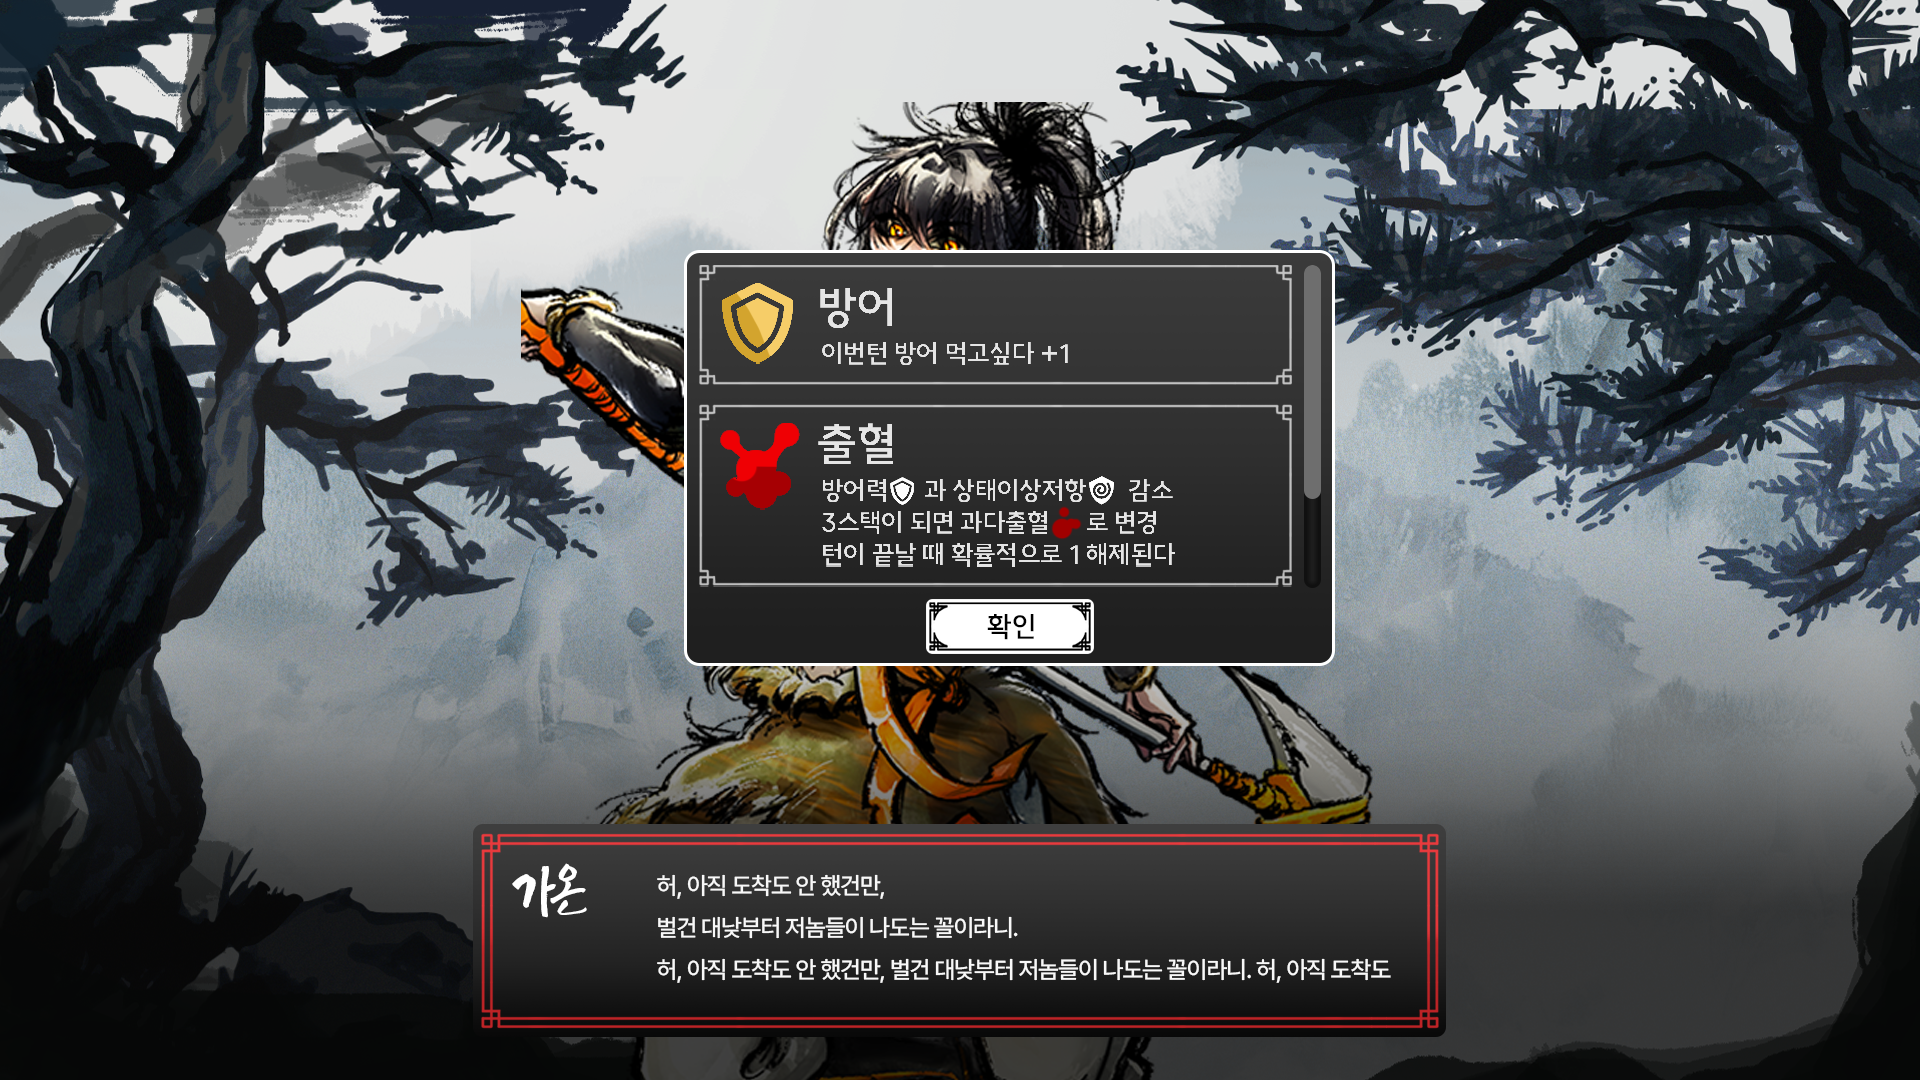 방어
이번턴 방어 먹고싶다 +1
출혈
방어력 과 상태이상저항 감소
3스택이 되면 과다출혈 로 변경
턴이 끝날 때 확률적으로 1 해제된다
확인
가온
허, 아직 도착도 안 했건만,
벌건 대낮부터 저놈들이 나도는 꼴이라니.
허, 아직 도착도 안 했건만, 벌건 대낮부터 저놈들이 나도는 꼴이라니. 허, 아직 도착도